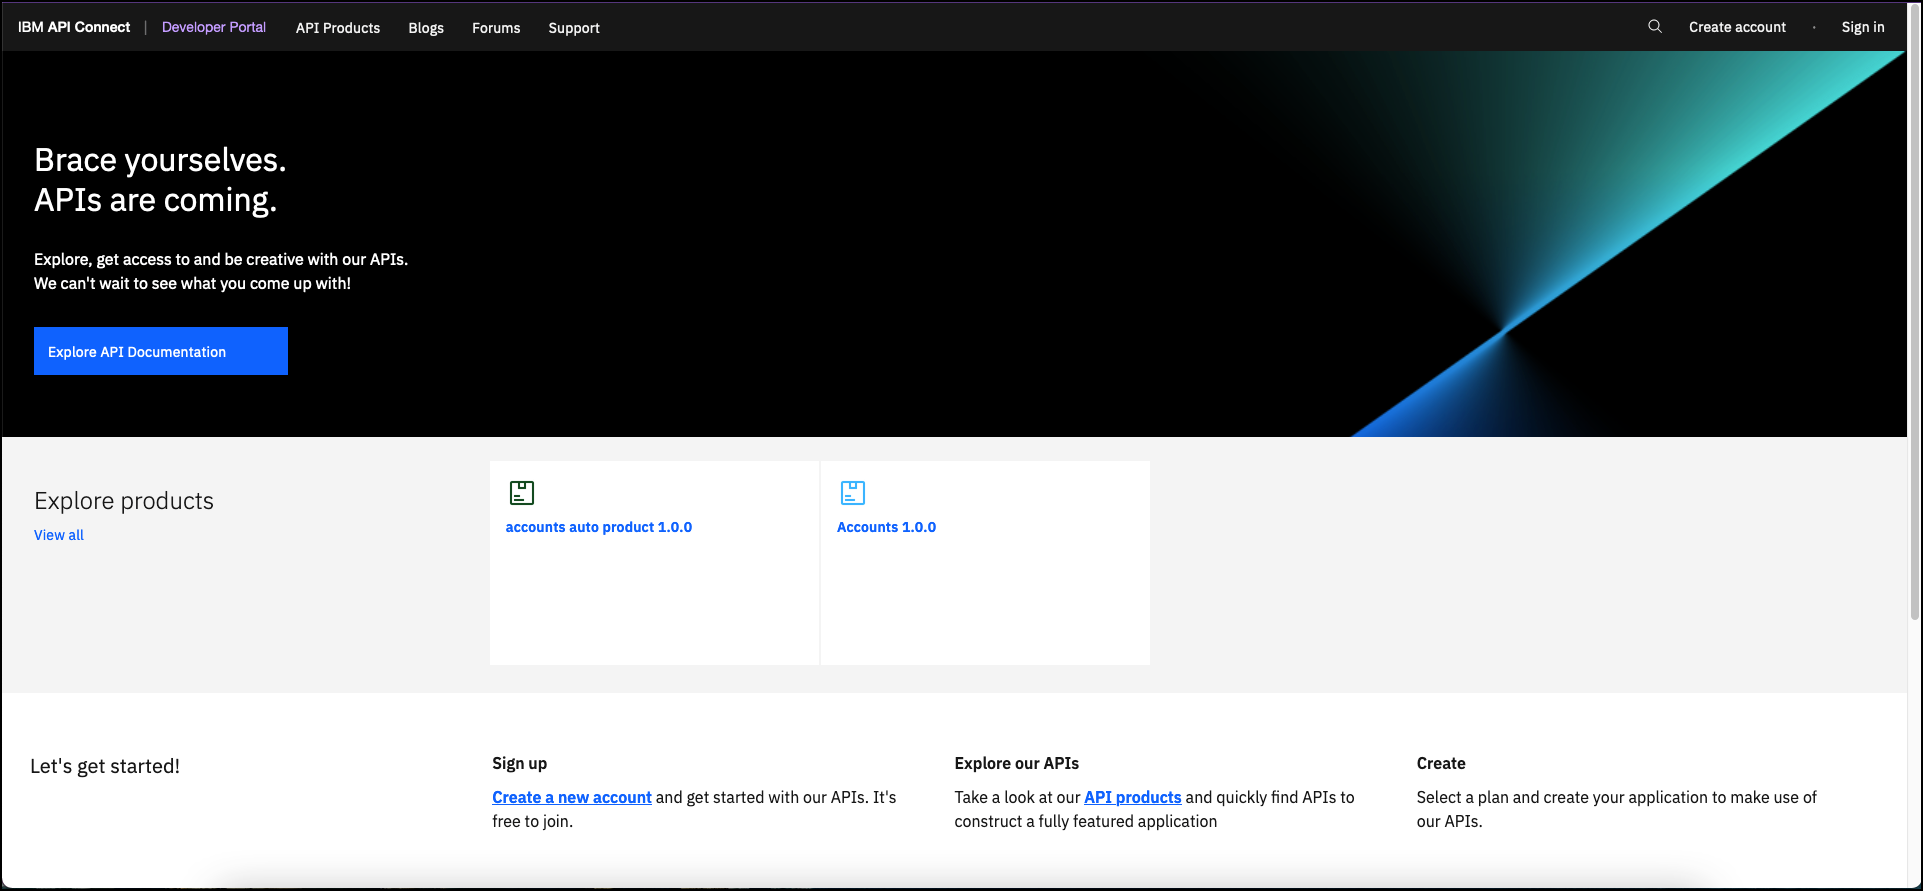 IBM API Connect | Developer Portal API Products Blogs Forums Support Create account · Sign in
Brace yourselves.
APIs are coming.
Explore, get access to and be creative with our APIs.
We can't wait to see what you come up with!
Explore API Documentation
Explore products
View all
accounts auto product 1.0.0
Accounts 1.0.0
Let's get started!
Sign up
Create a new account and get started with our APIs. It's
free to join.
Explore our APIs
Take a look at our API products and quickly find APIs to
construct a fully featured application
Create
Select a plan and create your application to make use of
our APIs.